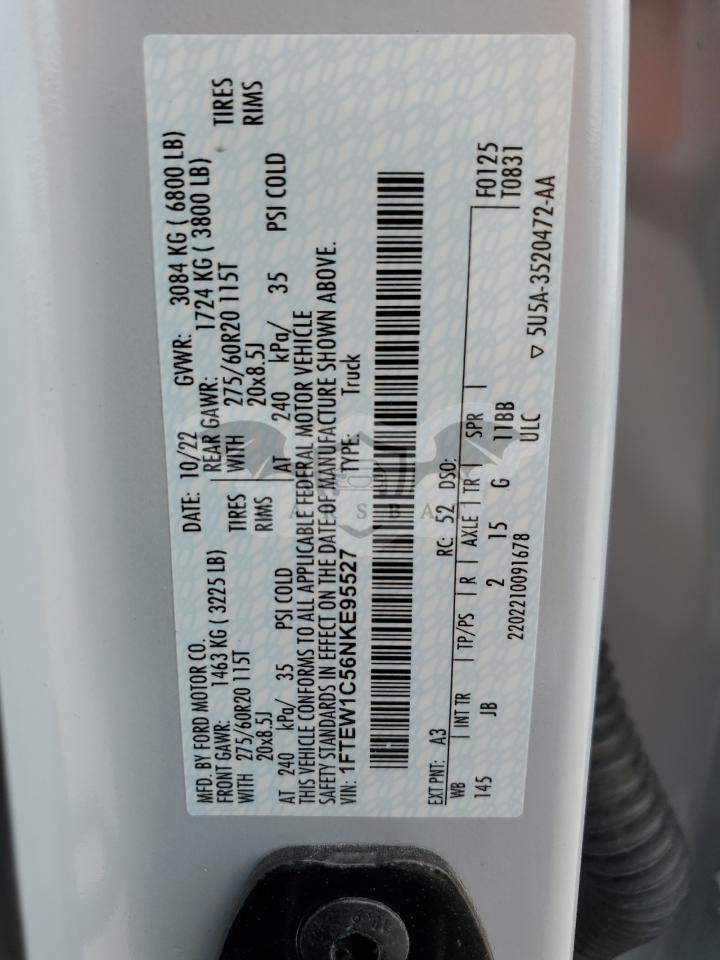 MFD. BY FORD MOTOR CO.
DATE: 10/22 GVWR: 3084 KG ( 6800 LB)
FRONT GAWR: 1463 KG ( 3225 LB) REAR GAWR: 1724 KG ( 3800 LB)
WITH 275/60R20 115T TIRES WITH 275/60R20 115T TIRES
20x8.5J RIMS 20x8.5J RIMS
AT 240 kPa/ 35 PSI COLD AT 240 kPa/ 35 PSI COLD
THIS VEHICLE CONFORMS TO ALL APPLICABLE FEDERAL MOTOR VEHICLE
SAFETY STANDARDS IN EFFECT ON THE DATE OF MANUFACTURE SHOWN ABOVE.
VIN: 1FTEW1C56NKE95527 TYPE: Truck
EXT PNT: A3 RC: 52 DSO: F0125
WB INT TR TP/PS R AXLE TR SPR T0831
145 JB 2 15 G 11BB
2202210091678 ULC
5U5A-3520472-AA